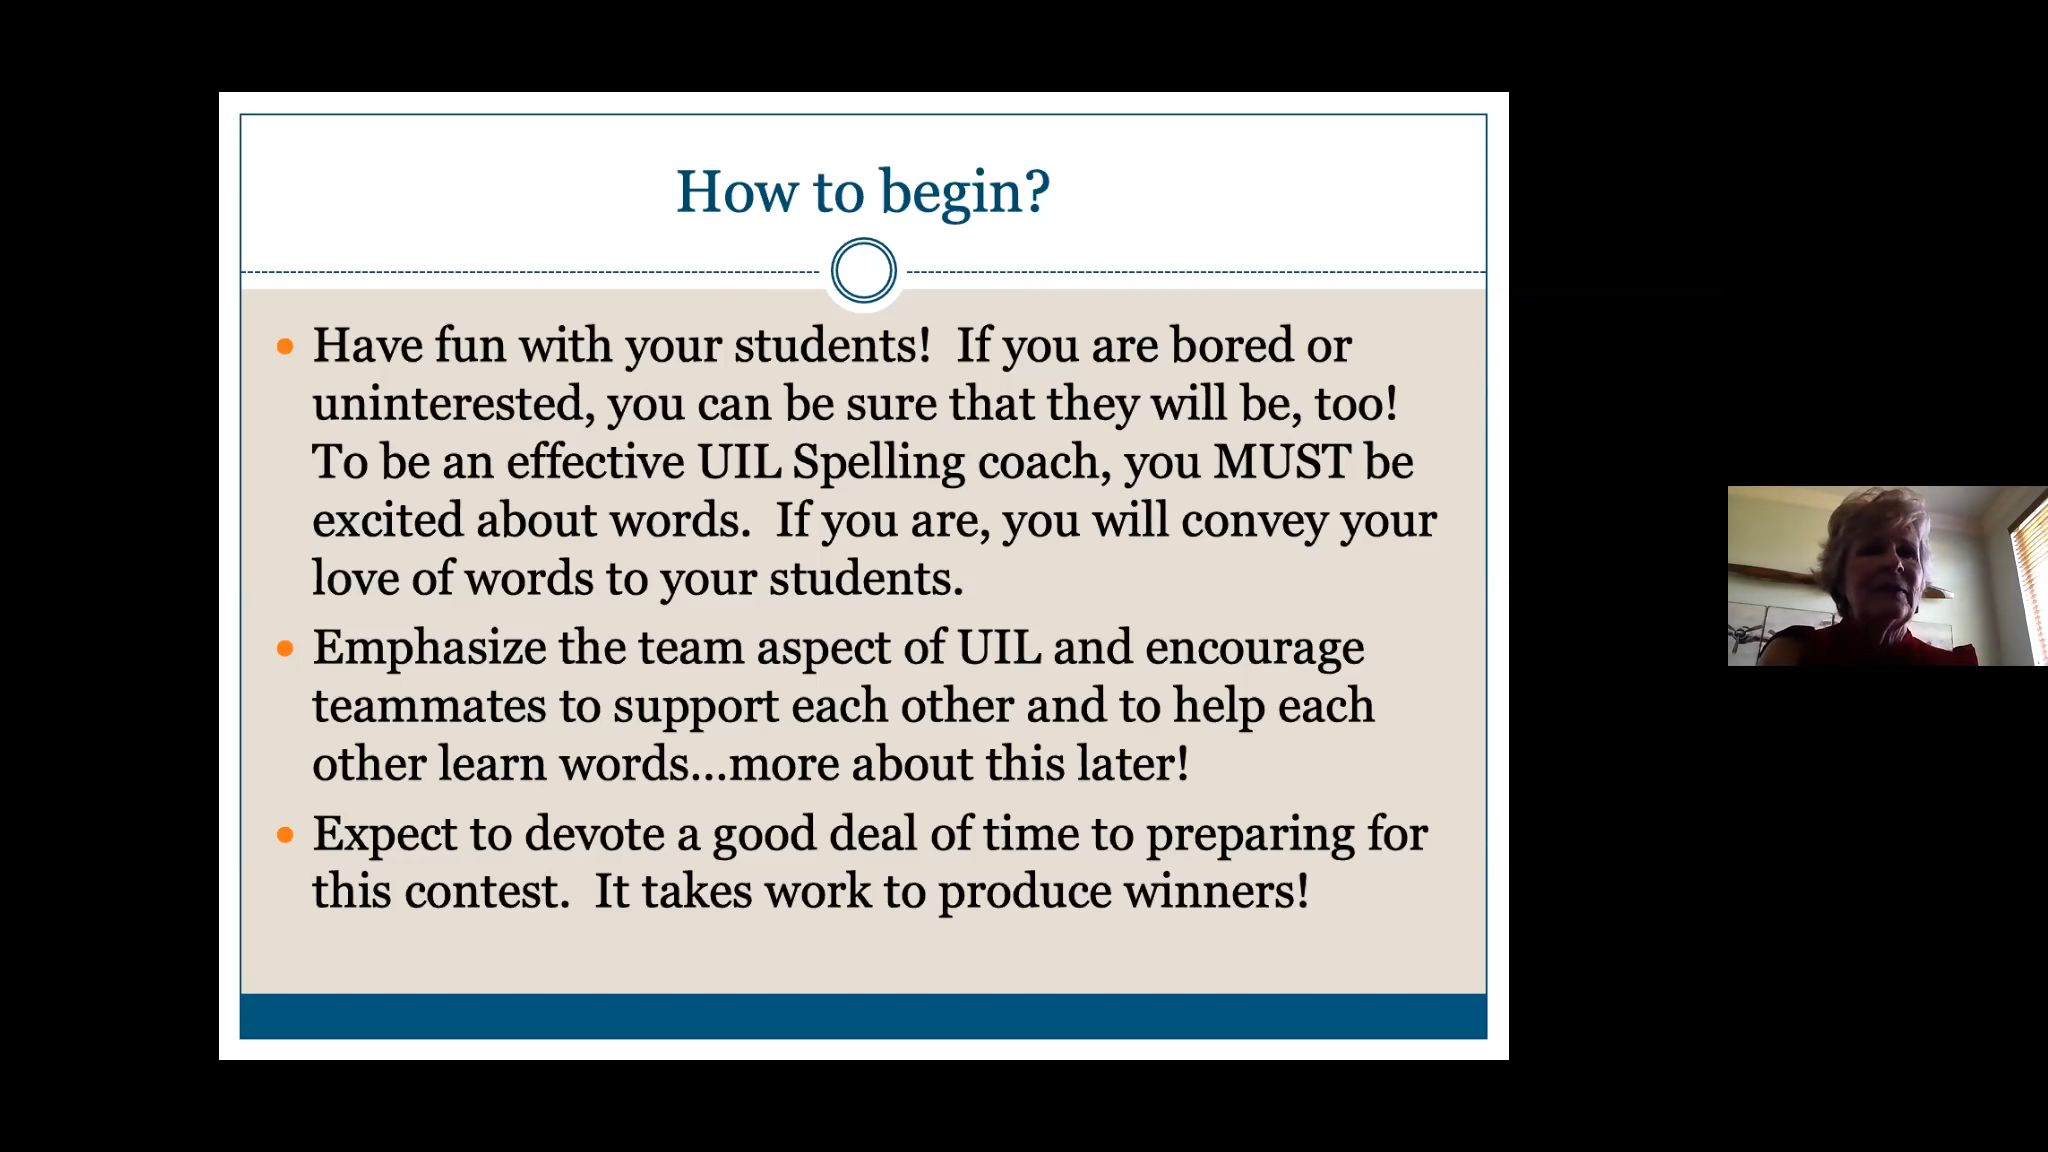 How to begin?
Have fun with your students!  If you are bored or
uninterested, you can be sure that they will be, too!
To be an effective UIL Spelling coach, you MUST be
excited about words.  If you are, you will convey your
love of words to your students.
Emphasize the team aspect of UIL and encourage
teammates to support each other and to help each
other learn words…more about this later!
Expect to devote a good deal of time to preparing for
this contest.  It takes work to produce winners!